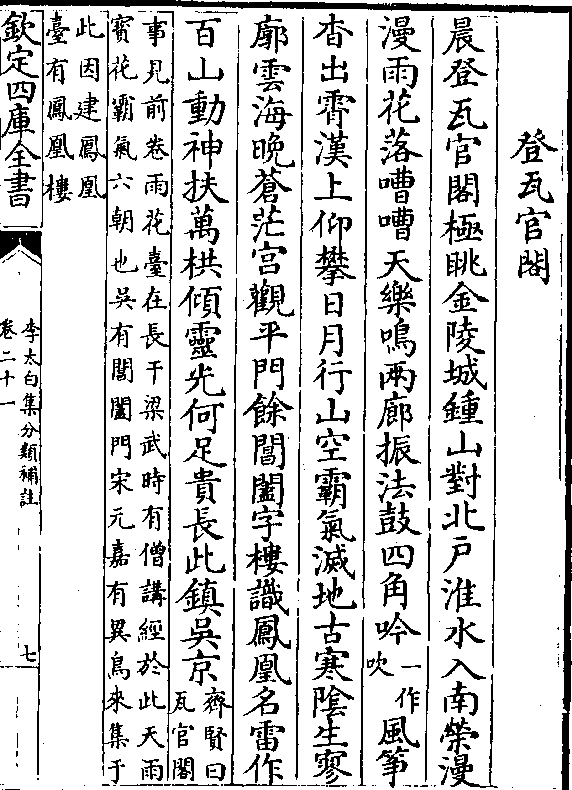 登瓦官閣
晨登瓦官閣極眺金陵城鍾山對北戸淮水入南榮漫
漫雨花落嘈嘈天樂鳴兩廊振法鼓四角吟一作吹風筝
杳出霄漢上仰攀日月行山空霸氣滅地古寒隂生寥
廓雲海晚蒼茫宫觀平門餘閶闔字樓識鳳凰名雷作
百山動神扶萬栱傾靈光何足貴長此鎮吳京齊賢曰瓦官閣
事見前卷雨花臺在長干梁武時有僧講經於此天雨
寳花霸氣六朝也吳有閶闔門宋元嘉有異鳥來集于
此因建鳳凰
臺有鳳凰樓
欽定四庫全書
李太白集分類補註
卷二十一
七